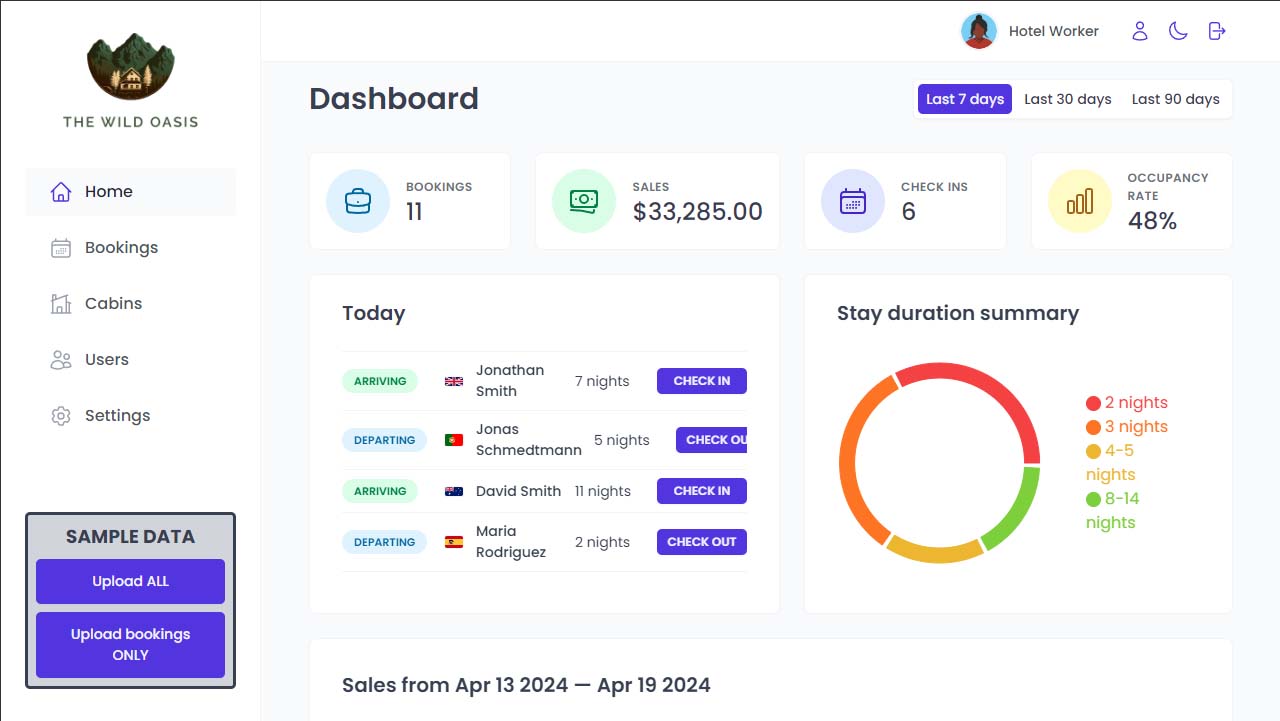 THE WILD OASIS
Home
Bookings
Cabins
Users
Settings
SAMPLE DATA
Upload ALL
Upload bookings
ONLY
Hotel Worker
Dashboard
Last 7 days
Last 30 days
Last 90 days
BOOKINGS
11
SALES
$33,285.00
CHECK INS
6
OCCUPANCY
RATE
48%
Today
ARRIVING
Jonathan
Smith
7 nights
CHECK IN
DEPARTING
Jonas
Schmedtmann
5 nights
CHECK OU
ARRIVING
David Smith
11 nights
CHECK IN
DEPARTING
Maria
Rodriguez
2 nights
CHECK OUT
Stay duration summary
2 nights
3 nights
4-5
nights
8-14
nights
Sales from Apr 13 2024 — Apr 19 2024